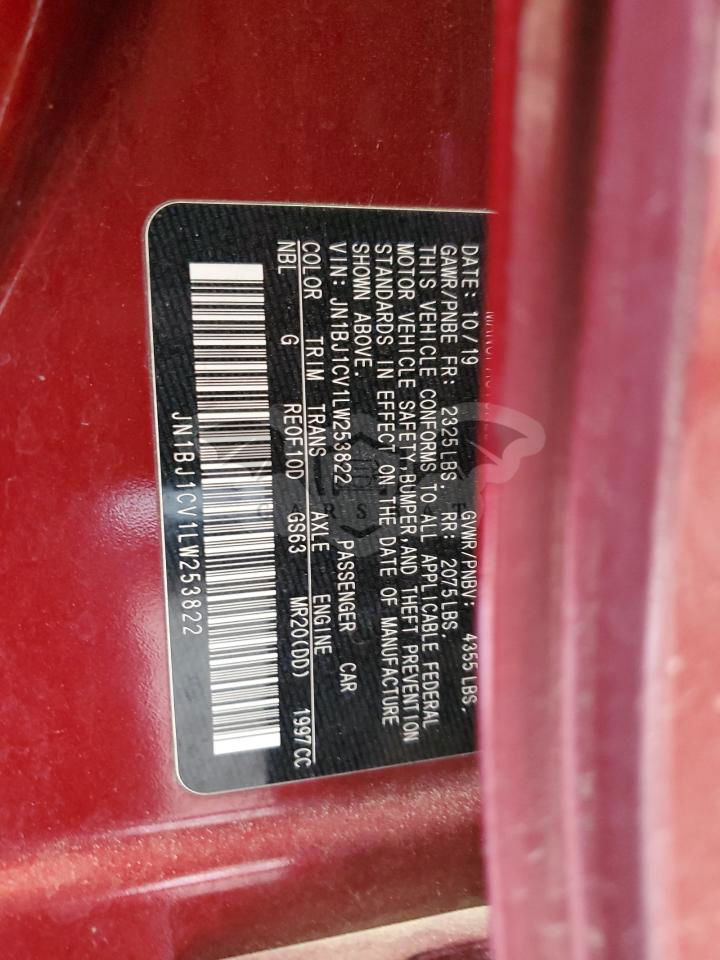 DATE: 10/19 GVWR/PNBV: 4355 LBS.
GAWR/PNBE FR: 2325 LBS. RR: 2075 LBS.
THIS VEHICLE CONFORMS TO ALL APPLICABLE FEDERAL
MOTOR VEHICLE SAFETY,BUMPER,AND THEFT PREVENTION
STANDARDS IN EFFECT ON THE DATE OF MANUFACTURE
SHOWN ABOVE.
VIN: JN1BJ1CV1LW253822 PASSENGER CAR
COLOR TRIM TRANS AXLE ENGINE
NBL G RE0F10D GS63 MR20(DD) 1997CC
JN1BJ1CV1LW253822